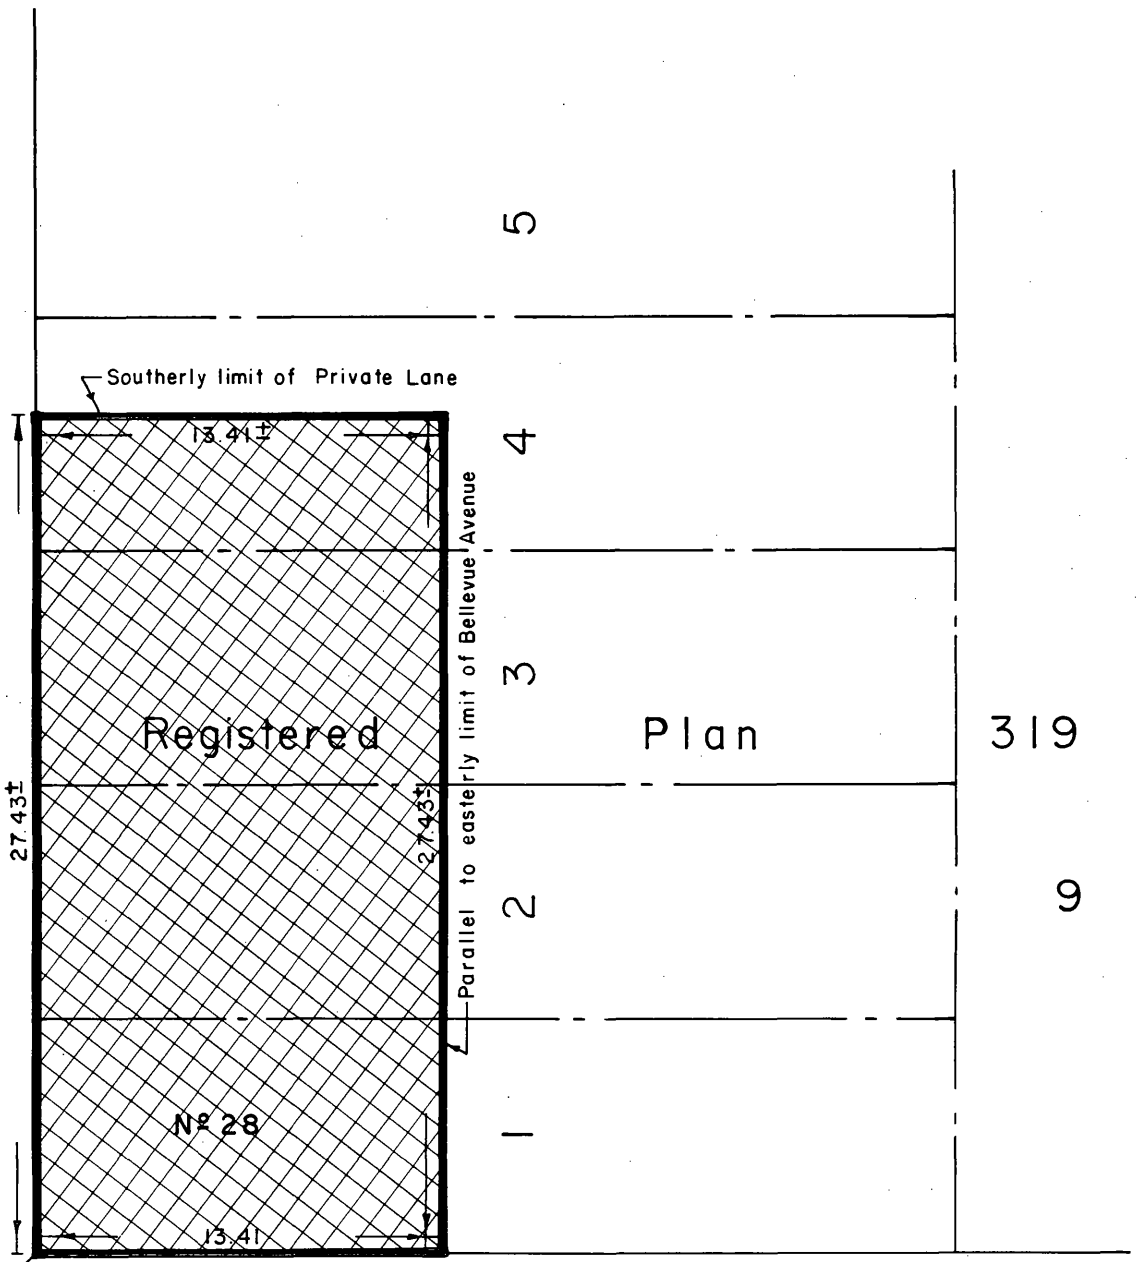 5
Southerly limit of Private Lane
13.41±
4
Parallel to easterly limit of Bellevue Avenue
3
Registered Plan 319
27.43±
27.43±
2
9
Nº 28
1
13.41